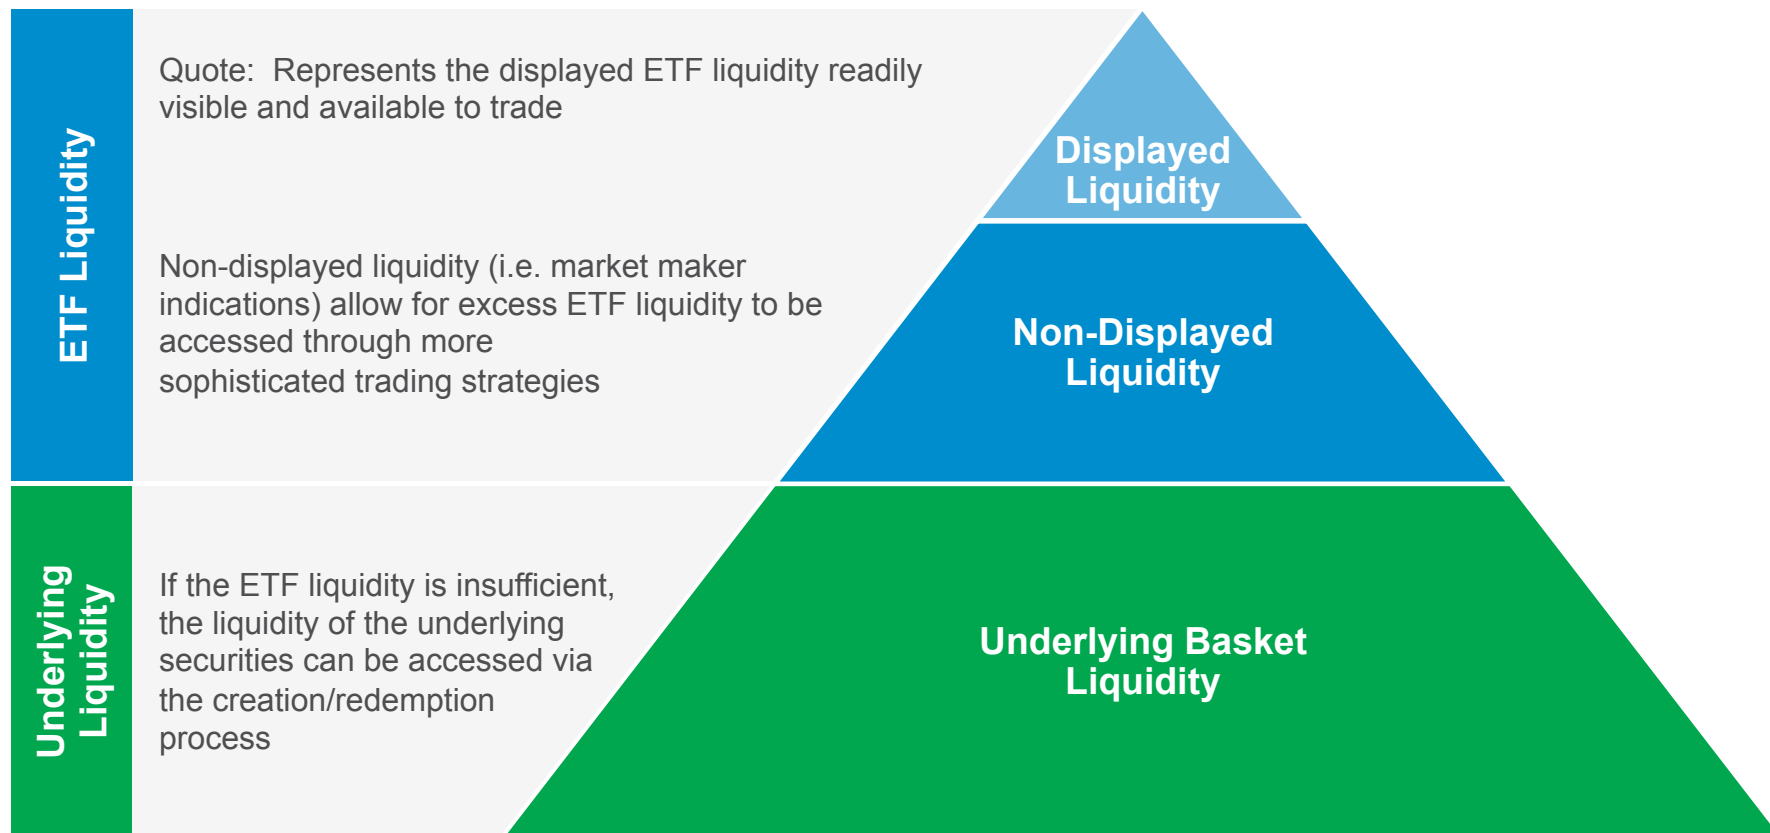 ETF Liquidity
Quote:  Represents the displayed ETF liquidity readily
visible and available to trade
Displayed
Liquidity
Non-displayed liquidity (i.e. market maker
indications) allow for excess ETF liquidity to be
accessed through more
sophisticated trading strategies
Non-Displayed
Liquidity
Underlying
Liquidity
If the ETF liquidity is insufficient,
the liquidity of the underlying
securities can be accessed via
the creation/redemption
process
Underlying Basket
Liquidity